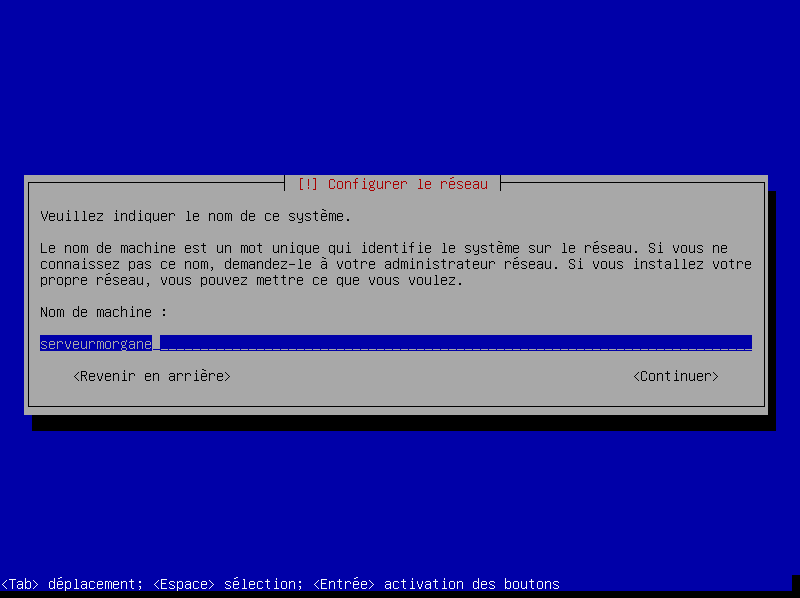 [!] Configurer le réseau
Veuillez indiquer le nom de ce système.
Le nom de machine est un mot unique qui identifie le système sur le réseau. Si vous ne
connaissez pas ce nom, demandez-le à votre administrateur réseau. Si vous installez votre
propre réseau, vous pouvez mettre ce que vous voulez.
Nom de machine :
serveurmorgane
<Revenir en arrière> <Continuer>
<Tab> déplacement; <Espace> sélection; <Entrée> activation des boutons